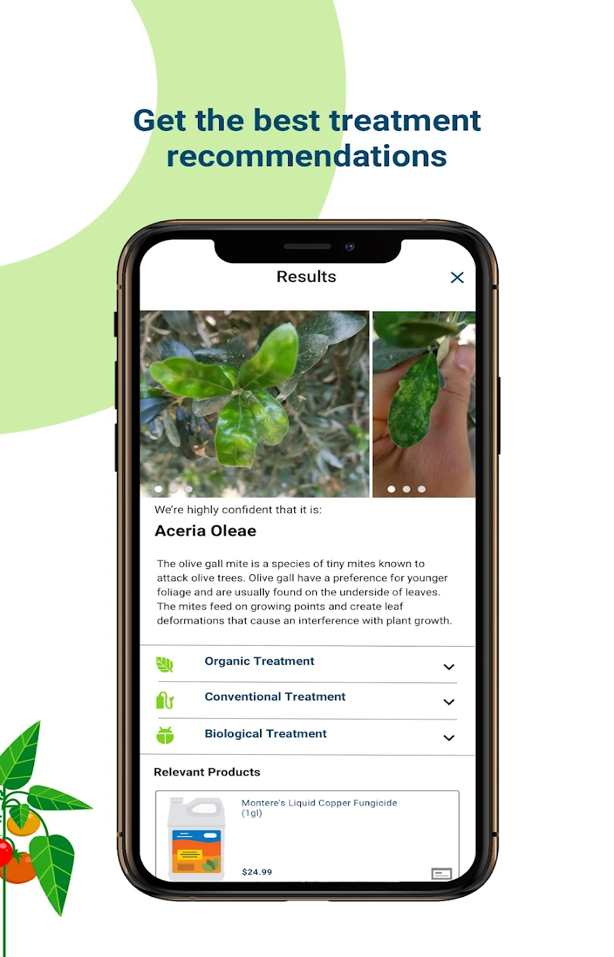 Get the best treatment
recommendations
Results
We're highly confident that it is:
Aceria Oleae
The olive gall mite is a species of tiny mites known to
attack olive trees. Olive gall have a preference for younger
foliage and are usually found on the underside of leaves.
The mites feed on growing points and create leaf
deformations that cause an interference with plant growth.
Organic Treatment
Conventional Treatment
Biological Treatment
Relevant Products
Montere's Liquid Copper Fungicide
(1gl)
$24.99